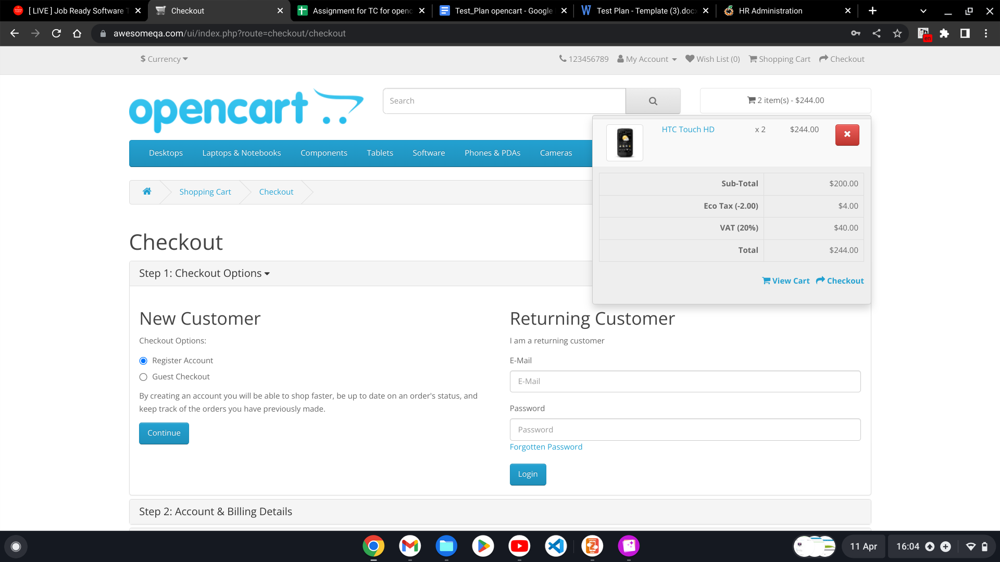 [ LIVE ] Job Ready Software T
Checkout
Assignment for TC for openc
Test_Plan opencart - Google
Test Plan - Template (3).docx
HR Administration
awesomeqa.com/ui/index.php?route=checkout/checkout
en
$ Currency
123456789
My Account
Wish List (0)
Shopping Cart
Checkout
opencart
Search
2 item(s) - $244.00
HTC Touch HD x 2 $244.00
Desktops
Laptops & Notebooks
Components
Tablets
Software
Phones & PDAs
Cameras
Sub-Total $200.00
Eco Tax (-2.00) $4.00
VAT (20%) $40.00
Total $244.00
View Cart Checkout
Shopping Cart
Checkout
Checkout
Step 1: Checkout Options
New Customer
Checkout Options:
Register Account
Guest Checkout
By creating an account you will be able to shop faster, be up to date on an order's status, and
keep track of the orders you have previously made.
Continue
Returning Customer
I am a returning customer
E-Mail
E-Mail
Password
Password
Forgotten Password
Login
Step 2: Account & Billing Details
11 Apr
16:04